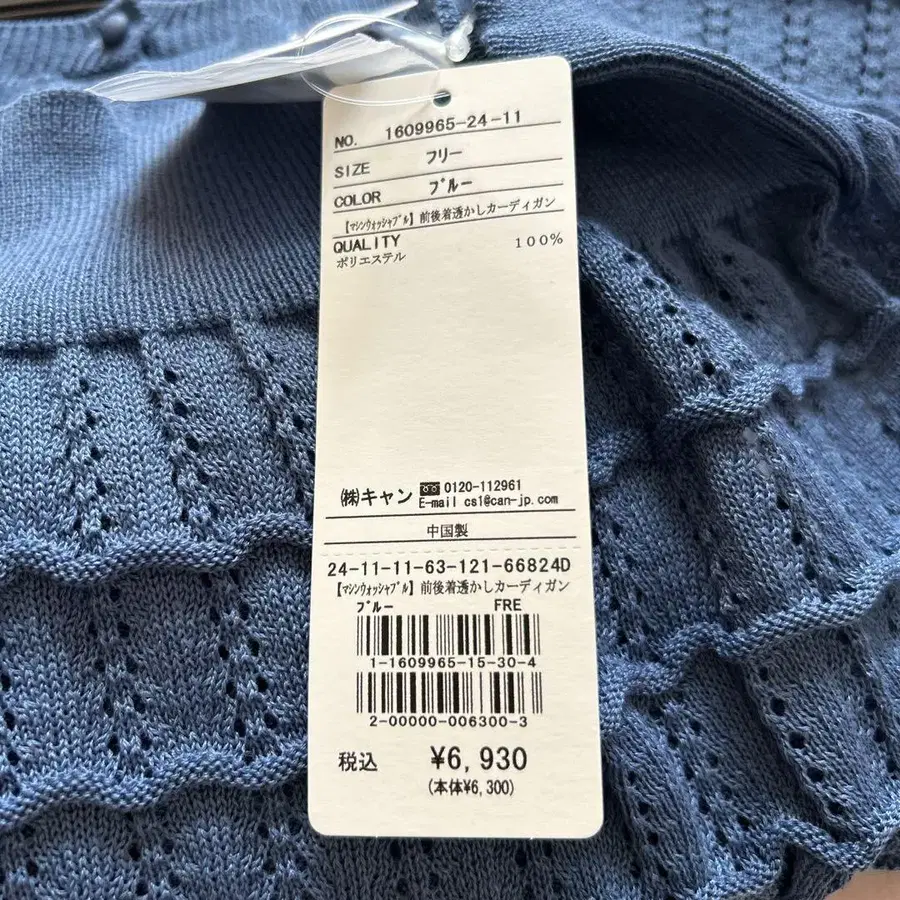 NO. 1609965-24-11
SIZE フリー
COLOR ﾌﾞﾙｰ
【ﾏｼﾝｳｫｯｼｬﾌﾞﾙ】前後着透かしカーディガン
QUALITY
ポリエステル 100%
㈱キャン 0120-112961
E-mail cs1@can-jp.com
中国製
24-11-11-63-121-66824D
【ﾏｼﾝｳｫｯｼｬﾌﾞﾙ】前後着透かしカーディガン
ﾌﾞﾙｰ FRE
1-1609965-15-30-4
2-00000-006300-3
税込 ¥6,930
(本体¥6,300)